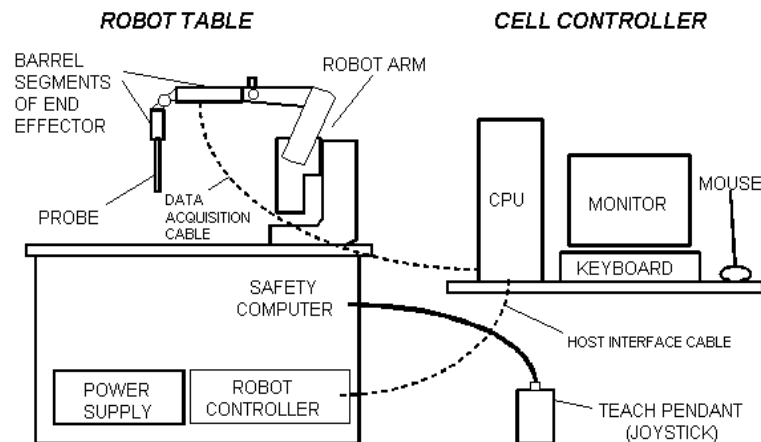 ROBOT TABLE
CELL CONTROLLER
BARREL
SEGMENTS
OF END
EFFECTOR
ROBOT ARM
PROBE
DATA
ACQUISITION
CABLE
CPU
MONITOR
MOUSE
KEYBOARD
SAFETY
COMPUTER
HOST INTERFACE CABLE
POWER
SUPPLY
ROBOT
CONTROLLER
TEACH PENDANT
(JOYSTICK)